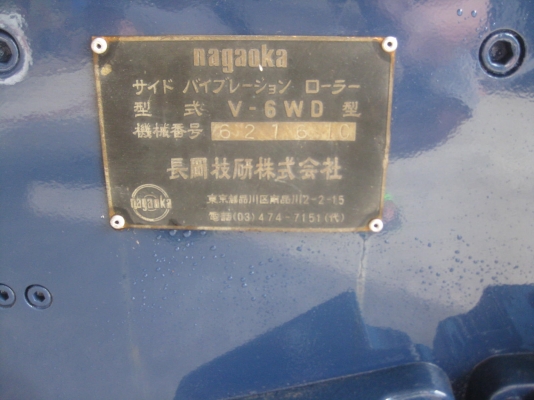 nagaoka
サイド バイブレーション ローラー
型 式 V-6WD 型
機械番号 621640
長岡技研株式会社
nagaoka
東京都品川区南品川2-2-15
電話(03)474-7151(代)